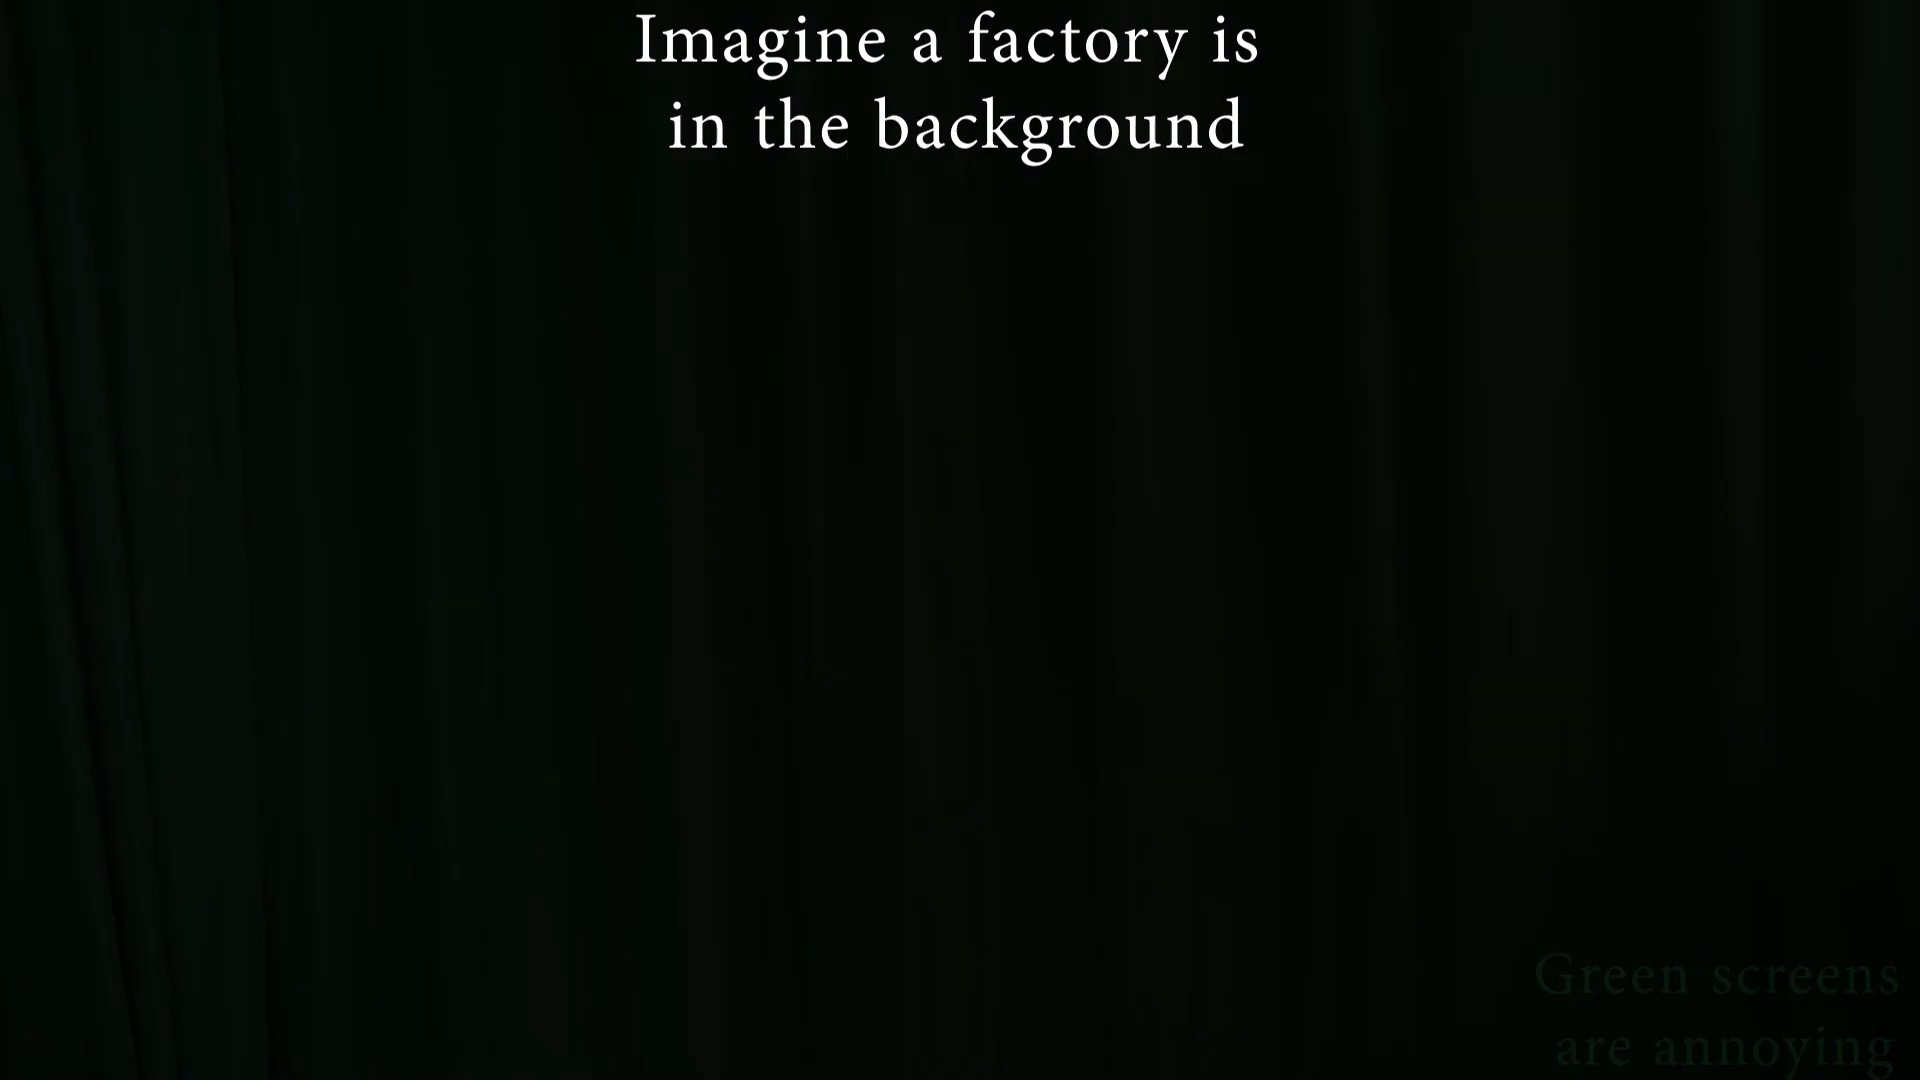 Imagine a factory is
in the background
Green screens
are annoying